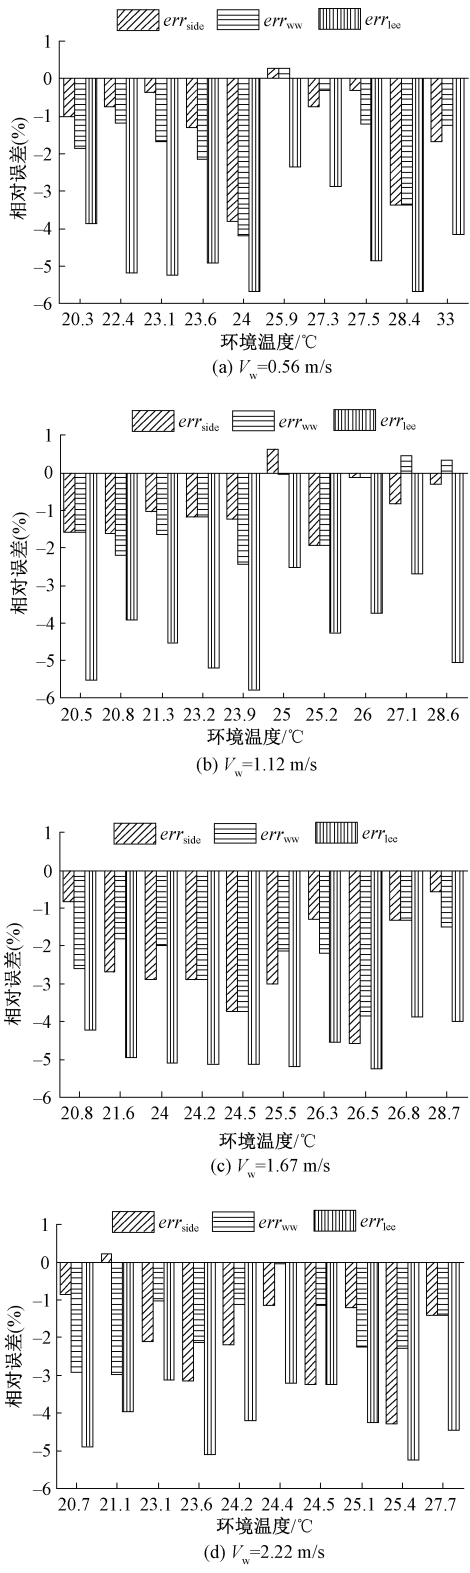 err_side err_ww err_lee
1
0
−1
−2
−3
−4
−5
−6
相对误差(%)
20.3 22.4 23.1 23.6 24 25.9 27.3 27.5 28.4 33
环境温度/℃
(a) V_w=0.56 m/s
err_side err_ww err_lee
1
0
−1
−2
−3
−4
−5
−6
相对误差(%)
20.5 20.8 21.3 23.2 23.9 25 25.2 26 27.1 28.6
环境温度/℃
(b) V_w=1.12 m/s
err_side err_ww err_lee
1
0
−1
−2
−3
−4
−5
−6
相对误差(%)
20.8 21.6 24 24.2 24.5 25.5 26.3 26.5 26.8 28.7
环境温度/℃
(c) V_w=1.67 m/s
err_side err_ww err_lee
1
0
−1
−2
−3
−4
−5
−6
相对误差(%)
20.7 21.1 23.1 23.6 24.2 24.4 24.5 25.1 25.4 27.7
环境温度/℃
(d) V_w=2.22 m/s